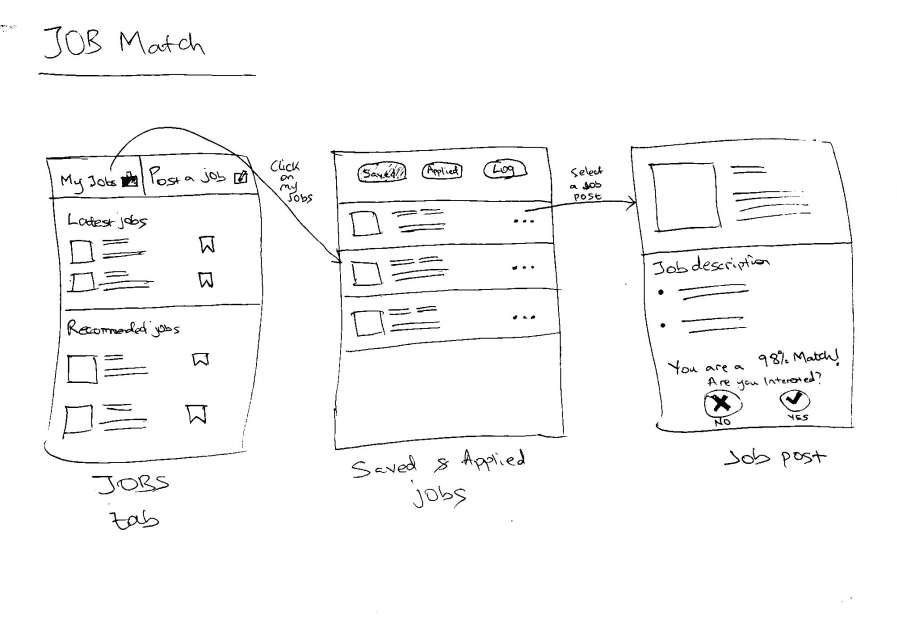 JOB Match
My Jobs
Post a job
Latest jobs
Recommended jobs
JOBS
tab
Click
on
my
Jobs
Saved
Applied
Log
Saved & Applied
jobs
Select
a Job
post
Job description
You are a 98% Match!
Are you Interested?
NO
YES
Job post